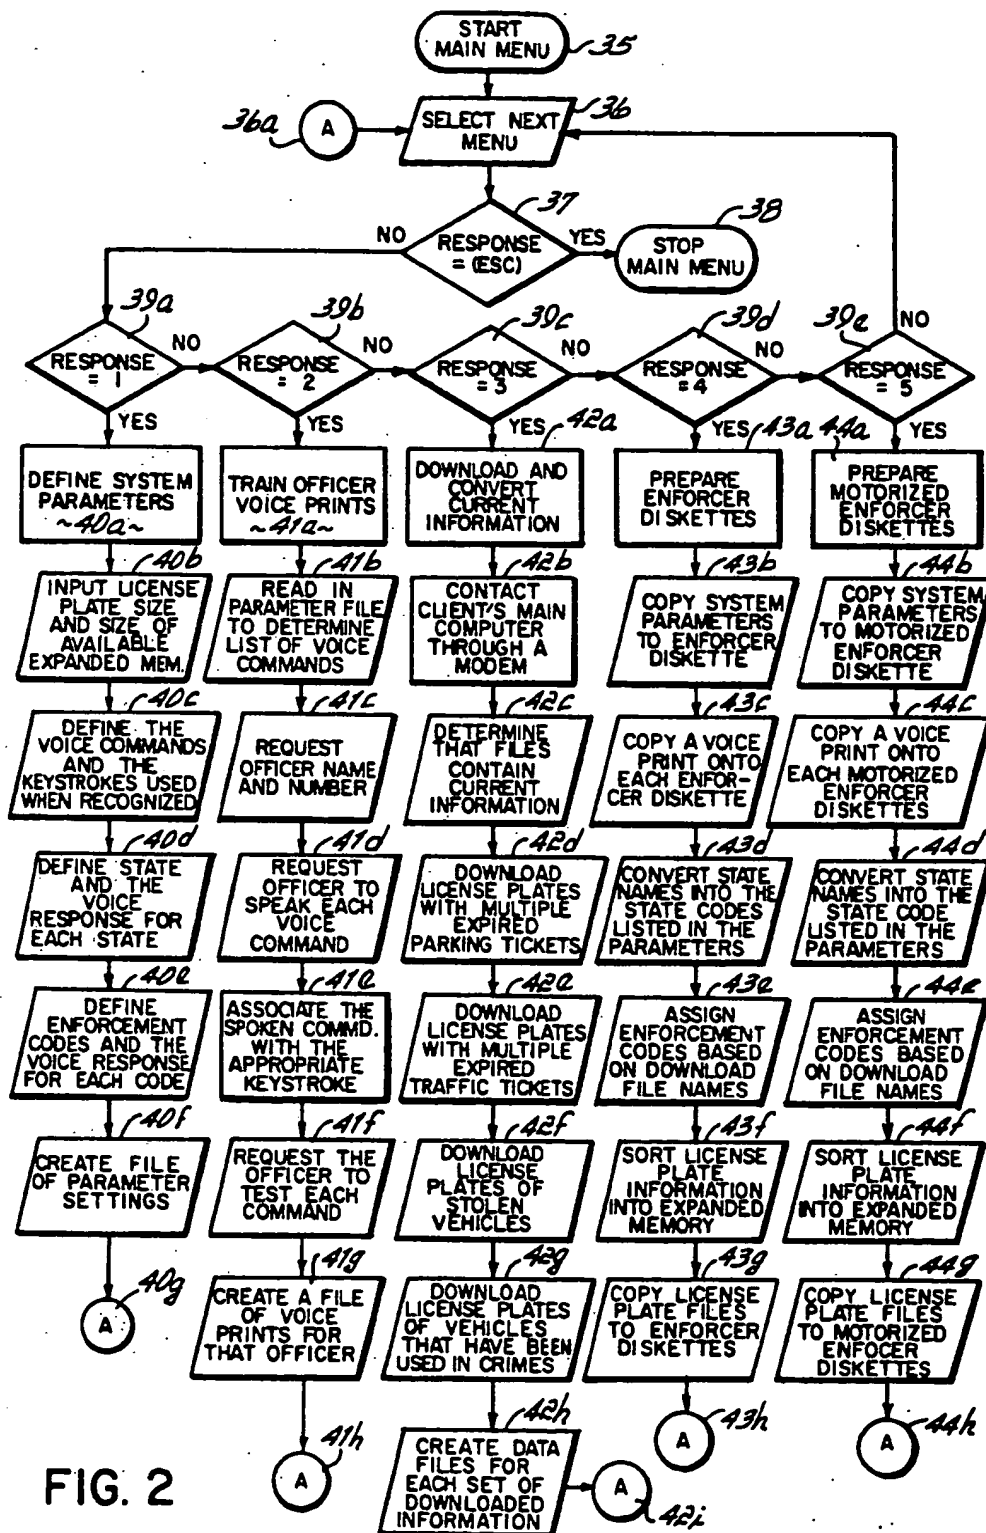 START
MAIN MENU
35
36a
A
SELECT NEXT
MENU
36
37
RESPONSE
= (ESC)
NO
YES
STOP
MAIN MENU
38
39a
RESPONSE
= 1
NO
YES
39b
RESPONSE
= 2
NO
YES
39c
RESPONSE
= 3
NO
YES
39d
RESPONSE
= 4
NO
YES
39e
RESPONSE
= 5
NO
YES
DEFINE SYSTEM
PARAMETERS
~40a~
40b
INPUT LICENSE
PLATE SIZE
AND SIZE OF
AVAILABLE
EXPANDED MEM.
40c
DEFINE THE
VOICE COMMANDS
AND THE
KEYSTROKES USED
WHEN RECOGNIZED
40d
DEFINE STATE
AND THE
VOICE
RESPONSE FOR
EACH STATE
40e
DEFINE
ENFORCEMENT
CODES AND THE
VOICE RESPONSE
FOR EACH CODE
40f
CREATE FILE
OF PARAMETER
SETTINGS
40g
A
TRAIN OFFICER
VOICE PRINTS
~41a~
41b
READ IN
PARAMETER FILE
TO DETERMINE
LIST OF VOICE
COMMANDS
41c
REQUEST
OFFICER NAME
AND NUMBER
41d
REQUEST
OFFICER TO
SPEAK EACH
VOICE
COMMAND
41e
ASSOCIATE THE
SPOKEN COMMD.
WITH THE
APPROPRIATE
KEYSTROKE
41f
REQUEST THE
OFFICER TO
TEST EACH
COMMAND
41g
CREATE A FILE
OF VOICE
PRINTS FOR
THAT OFFICER
41h
A
42a
DOWNLOAD AND
CONVERT
CURRENT
INFORMATION
42b
CONTACT
CLIENT'S MAIN
COMPUTER
THROUGH A
MODEM
42c
DETERMINE
THAT FILES
CONTAIN
CURRENT
INFORMATION
42d
DOWNLOAD
LICENSE PLATES
WITH MULTIPLE
EXPIRED
PARKING TICKETS
42e
DOWNLOAD
LICENSE PLATES
WITH MULTIPLE
EXPIRED
TRAFFIC TICKETS
42f
DOWNLOAD
LICENSE
PLATES OF
STOLEN
VEHICLES
42g
DOWNLOAD
LICENSE PLATES
OF VEHICLES
THAT HAVE BEEN
USED IN CRIMES
42h
CREATE DATA
FILES FOR
EACH SET OF
DOWNLOADED
INFORMATION
A
42i
43a
PREPARE
ENFORCER
DISKETTES
43b
COPY SYSTEM
PARAMETERS
TO ENFORCER
DISKETTE
43c
COPY A VOICE
PRINT ONTO
EACH ENFOR-
CER DISKETTE
43d
CONVERT STATE
NAMES INTO THE
STATE CODES
LISTED IN THE
PARAMETERS
43e
ASSIGN
ENFORCEMENT
CODES BASED
ON DOWNLOAD
FILE NAMES
43f
SORT LICENSE
PLATE
INFORMATION
INTO EXPANDED
MEMORY
43g
COPY LICENSE
PLATE FILES
TO ENFORCER
DISKETTES
A
43h
44a
PREPARE
MOTORIZED
ENFORCER
DISKETTES
44b
COPY SYSTEM
PARAMETERS
TO MOTORIZED
ENFORCER
DISKETTE
44c
COPY A VOICE
PRINT ONTO
EACH MOTORIZED
ENFORCER
DISKETTES
44d
CONVERT STATE
NAMES INTO THE
STATE CODE
LISTED IN THE
PARAMETERS
44e
ASSIGN
ENFORCEMENT
CODES BASED
ON DOWNLOAD
FILE NAMES
44f
SORT LICENSE
PLATE
INFORMATION
INTO EXPANDED
MEMORY
44g
COPY LICENSE
PLATE FILES
TO MOTORIZED
ENFOCER
DISKETTES
A
44h
FIG. 2